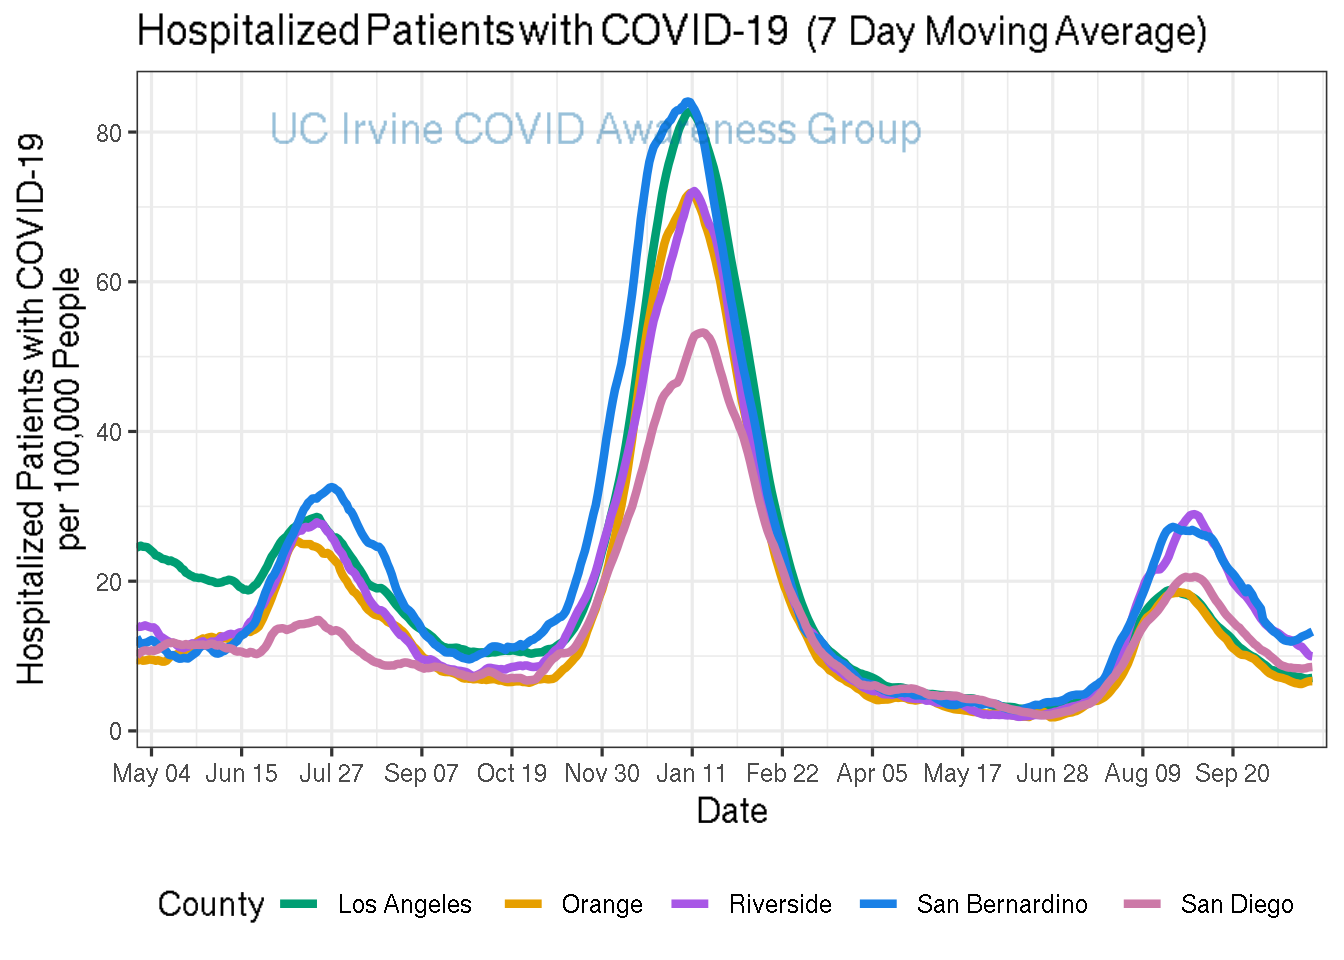 Hospitalized Patients with COVID-19 (7 Day Moving Average)
UC Irvine COVID Awareness Group
Hospitalized Patients with COVID-19
per 100,000 People
80
60
40
20
0
May 04 Jun 15 Jul 27 Sep 07 Oct 19 Nov 30 Jan 11 Feb 22 Apr 05 May 17 Jun 28 Aug 09 Sep 20
Date
County Los Angeles Orange Riverside San Bernardino San Diego